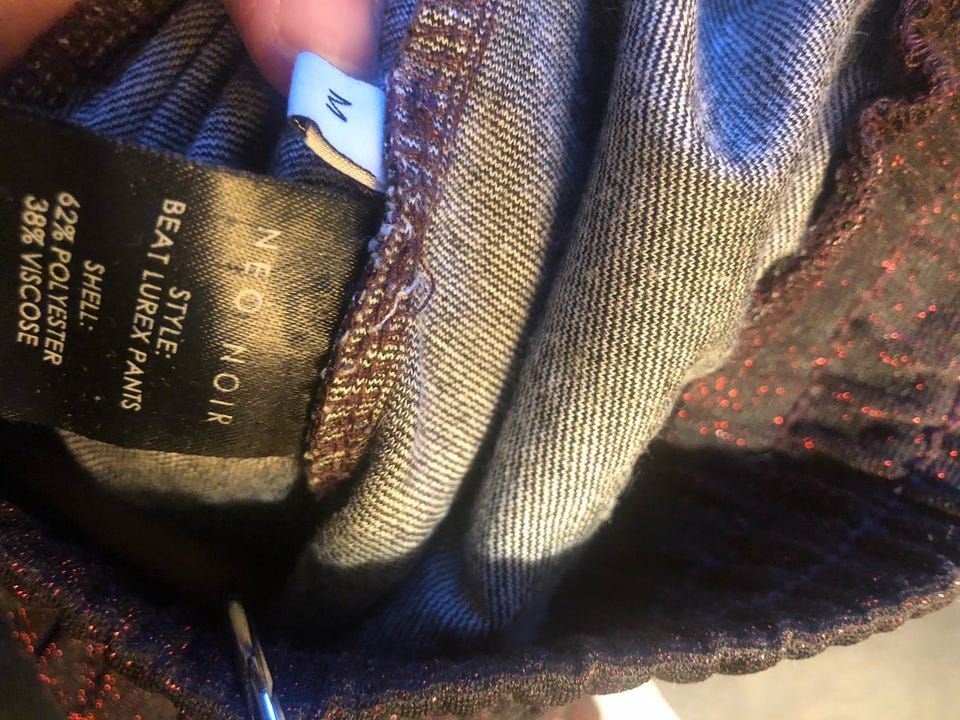 M
NEO NOIR
STYLE:
BEAT LUREX PANTS
SHELL:
62% POLYESTER
38% VISCOSE